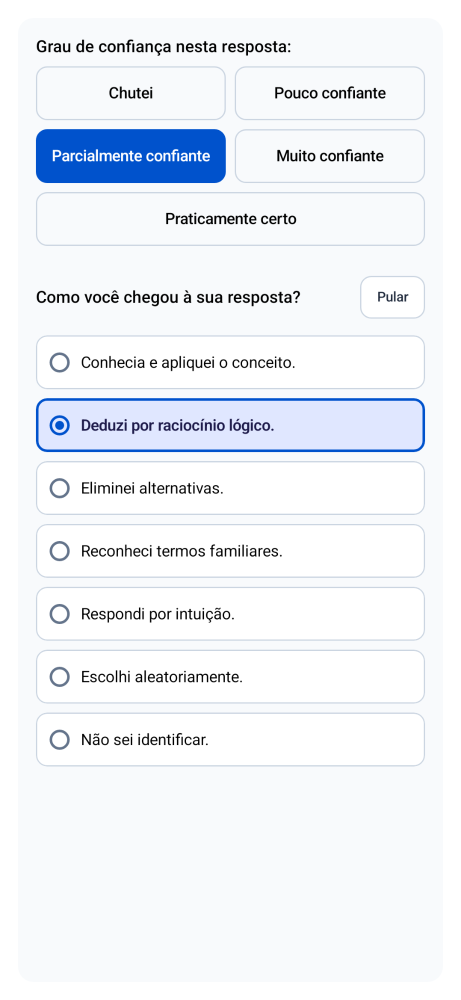 Grau de confiança nesta resposta:
Chutei
Pouco confiante
Parcialmente confiante
Muito confiante
Praticamente certo
Como você chegou à sua resposta?
Pular
Conhecia e apliquei o conceito.
Deduzi por raciocínio lógico.
Eliminei alternativas.
Reconheci termos familiares.
Respondi por intuição.
Escolhi aleatoriamente.
Não sei identificar.